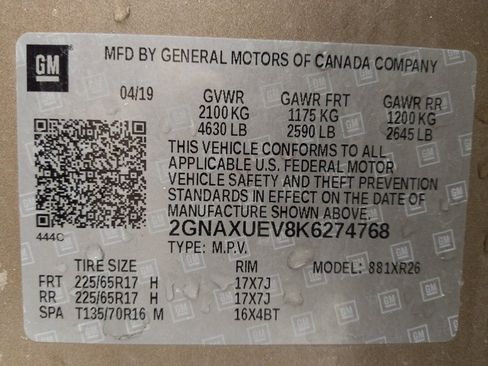 GM
MFD BY GENERAL MOTORS OF CANADA COMPANY
04/19 GVWR GAWR FRT GAWR RR
2100 KG 1175 KG 1200 KG
4630 LB 2590 LB 2645 LB
THIS VEHICLE CONFORMS TO ALL
APPLICABLE U.S. FEDERAL MOTOR
VEHICLE SAFETY AND THEFT PREVENTION
STANDARDS IN EFFECT ON THE DATE OF
MANUFACTURE SHOWN ABOVE.
444C 2GNAXUEV8K6274768
TYPE: M.P.V.
TIRE SIZE RIM MODEL: 881XR26
FRT 225/65R17 H 17X7J
RR 225/65R17 H 17X7J
SPA T135/70R16 M 16X4BT